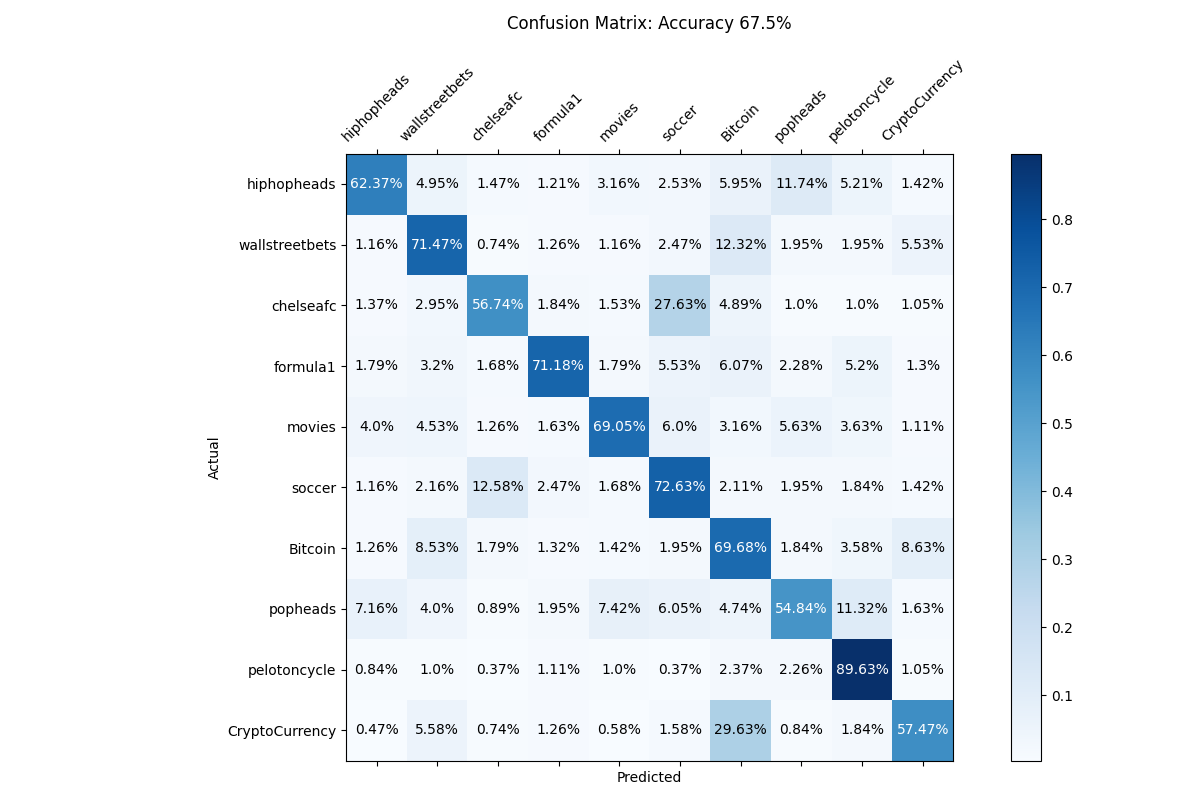 Confusion Matrix: Accuracy 67.5%
hiphopheads wallstreetbets chelseafc formula1 movies soccer Bitcoin popheads pelotoncycle CryptoCurrency
hiphopheads 62.37% 4.95% 1.47% 1.21% 3.16% 2.53% 5.95% 11.74% 5.21% 1.42%
wallstreetbets 1.16% 71.47% 0.74% 1.26% 1.16% 2.47% 12.32% 1.95% 1.95% 5.53%
chelseafc 1.37% 2.95% 56.74% 1.84% 1.53% 27.63% 4.89% 1.0% 1.0% 1.05%
formula1 1.79% 3.2% 1.68% 71.18% 1.79% 5.53% 6.07% 2.28% 5.2% 1.3%
movies 4.0% 4.53% 1.26% 1.63% 69.05% 6.0% 3.16% 5.63% 3.63% 1.11%
soccer 1.16% 2.16% 12.58% 2.47% 1.68% 72.63% 2.11% 1.95% 1.84% 1.42%
Bitcoin 1.26% 8.53% 1.79% 1.32% 1.42% 1.95% 69.68% 1.84% 3.58% 8.63%
popheads 7.16% 4.0% 0.89% 1.95% 7.42% 6.05% 4.74% 54.84% 11.32% 1.63%
pelotoncycle 0.84% 1.0% 0.37% 1.11% 1.0% 0.37% 2.37% 2.26% 89.63% 1.05%
CryptoCurrency 0.47% 5.58% 0.74% 1.26% 0.58% 1.58% 29.63% 0.84% 1.84% 57.47%
Actual
Predicted
0.8
0.7
0.6
0.5
0.4
0.3
0.2
0.1